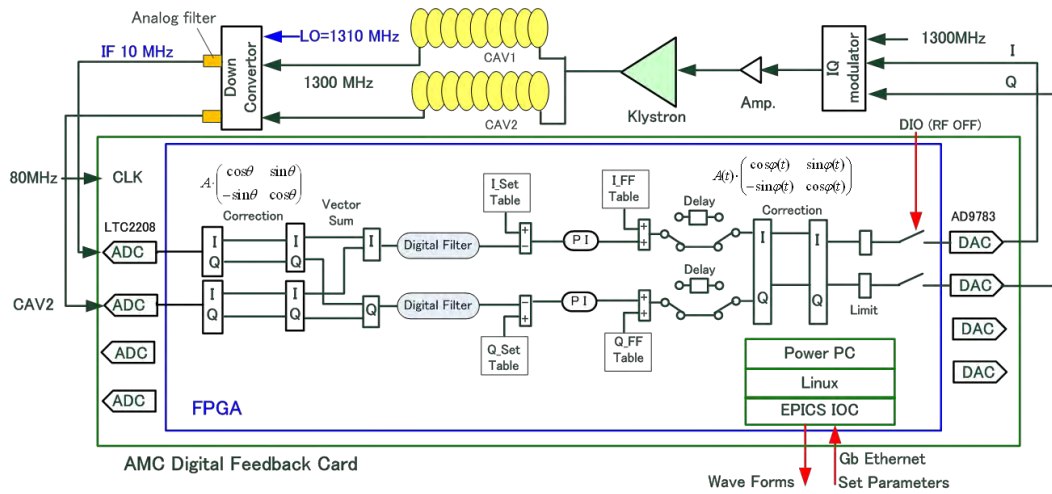 Analog filter
IF 10 MHz
Down
Convertor
LO=1310 MHz
1300 MHz
CAV1
CAV2
Klystron
Amp.
IQ
modulator
1300MHz
I
Q
DIO (RF OFF)
80MHz
CLK
A·(cosθ sinθ
−sinθ cosθ)
Correction
Vector
Sum
I_Set
Table
I_FF
Table
Delay
A(t)·(cosφ(t) sinφ(t)
−sinφ(t) cosφ(t))
Correction
LTC2208
AD9783
ADC
I
Q
I
Q
I
Digital Filter
+
−
P I
+
+
I
DAC
I
CAV2
ADC
I
Q
I
Q
Q
Digital Filter
−
+
P I
+
+
Delay
Q
Q
Limit
DAC
Q_Set
Table
Q_FF
Table
ADC
DAC
ADC
DAC
Power PC
Linux
EPICS IOC
FPGA
AMC Digital Feedback Card
Gb Ethernet
Wave Forms
Set Parameters